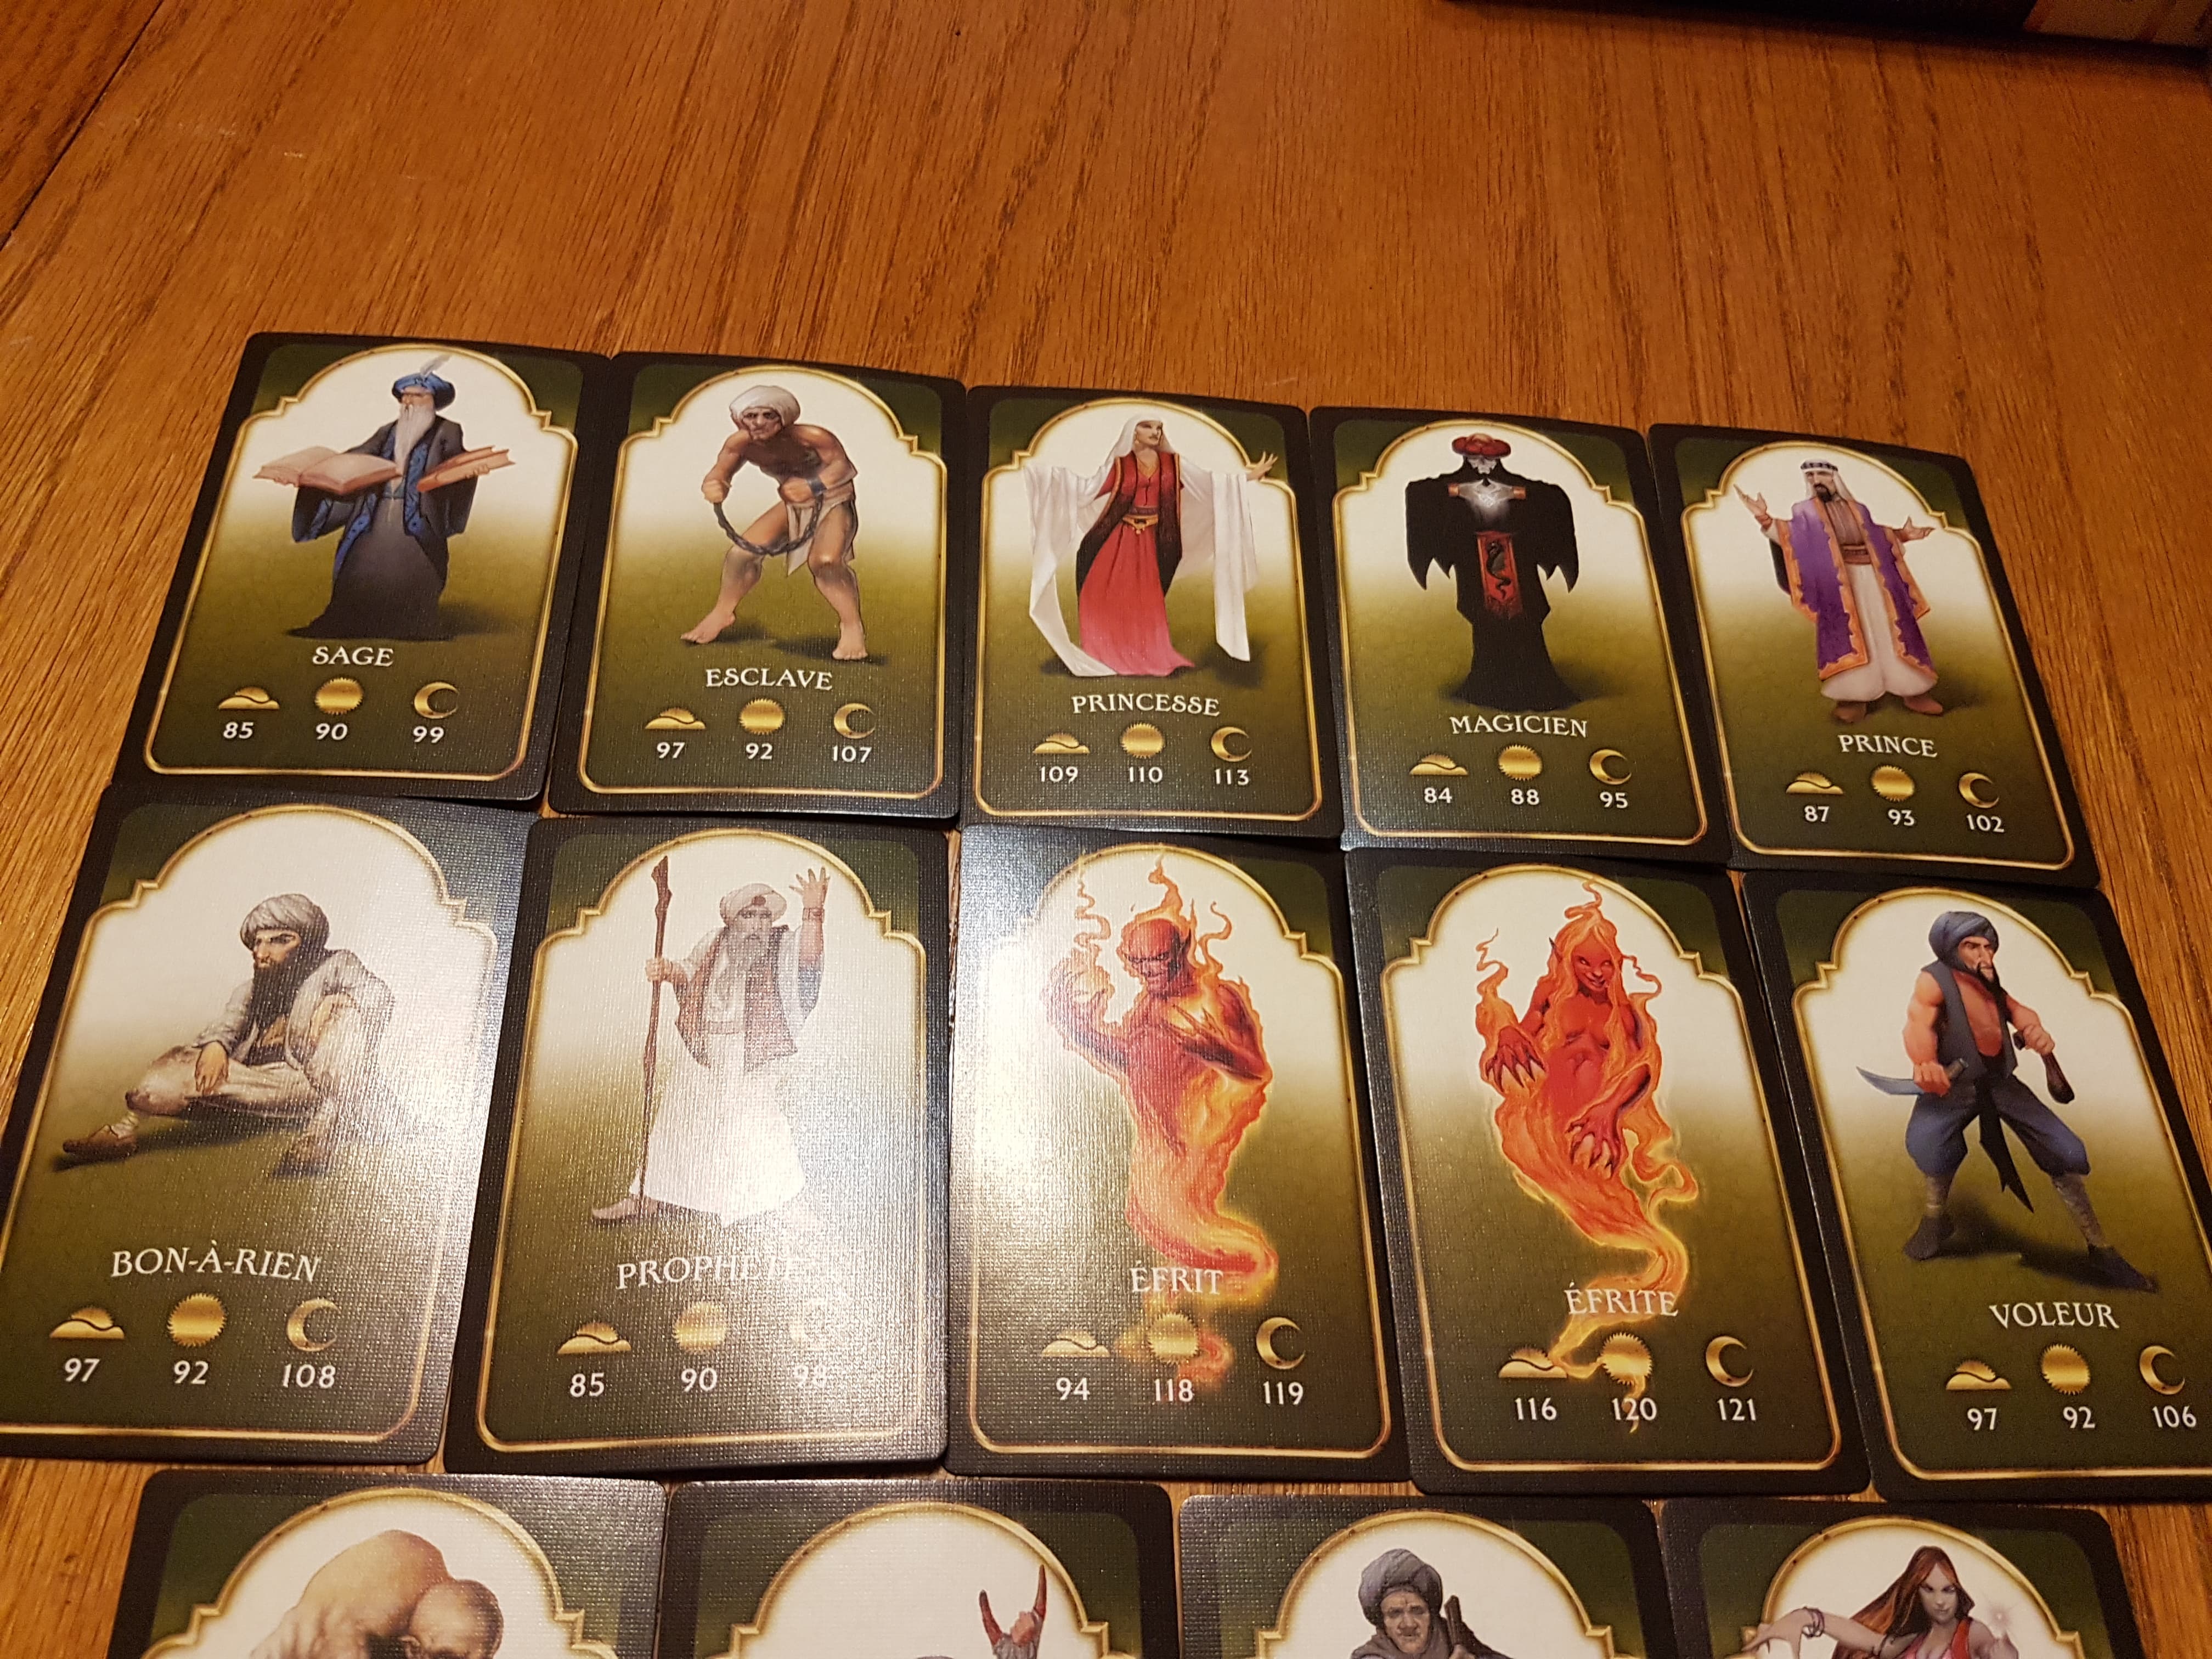 SAGE
85 90 99
ESCLAVE
97 92 107
PRINCESSE
109 110 113
MAGICIEN
84 88 95
PRINCE
87 93 102
BON-À-RIEN
97 92 108
PROPHÈTE
85 90 98
ÉFRIT
94 118 119
ÉFRITE
116 120 121
VOLEUR
97 92 106